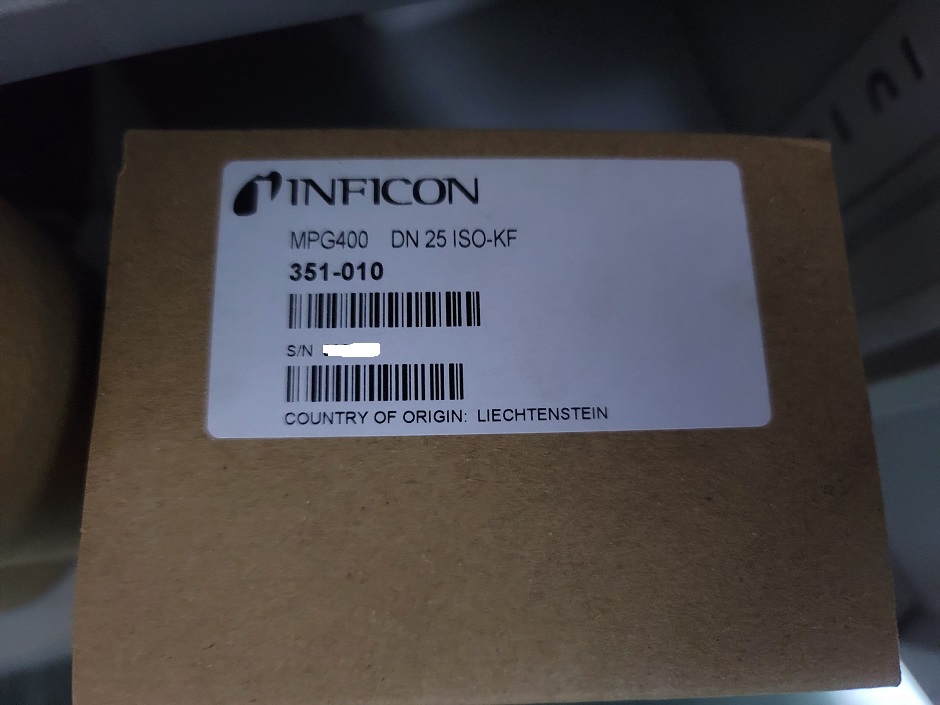 INFICON
MPG400 DN 25 ISO-KF
351-010
S/N
COUNTRY OF ORIGIN: LIECHTENSTEIN